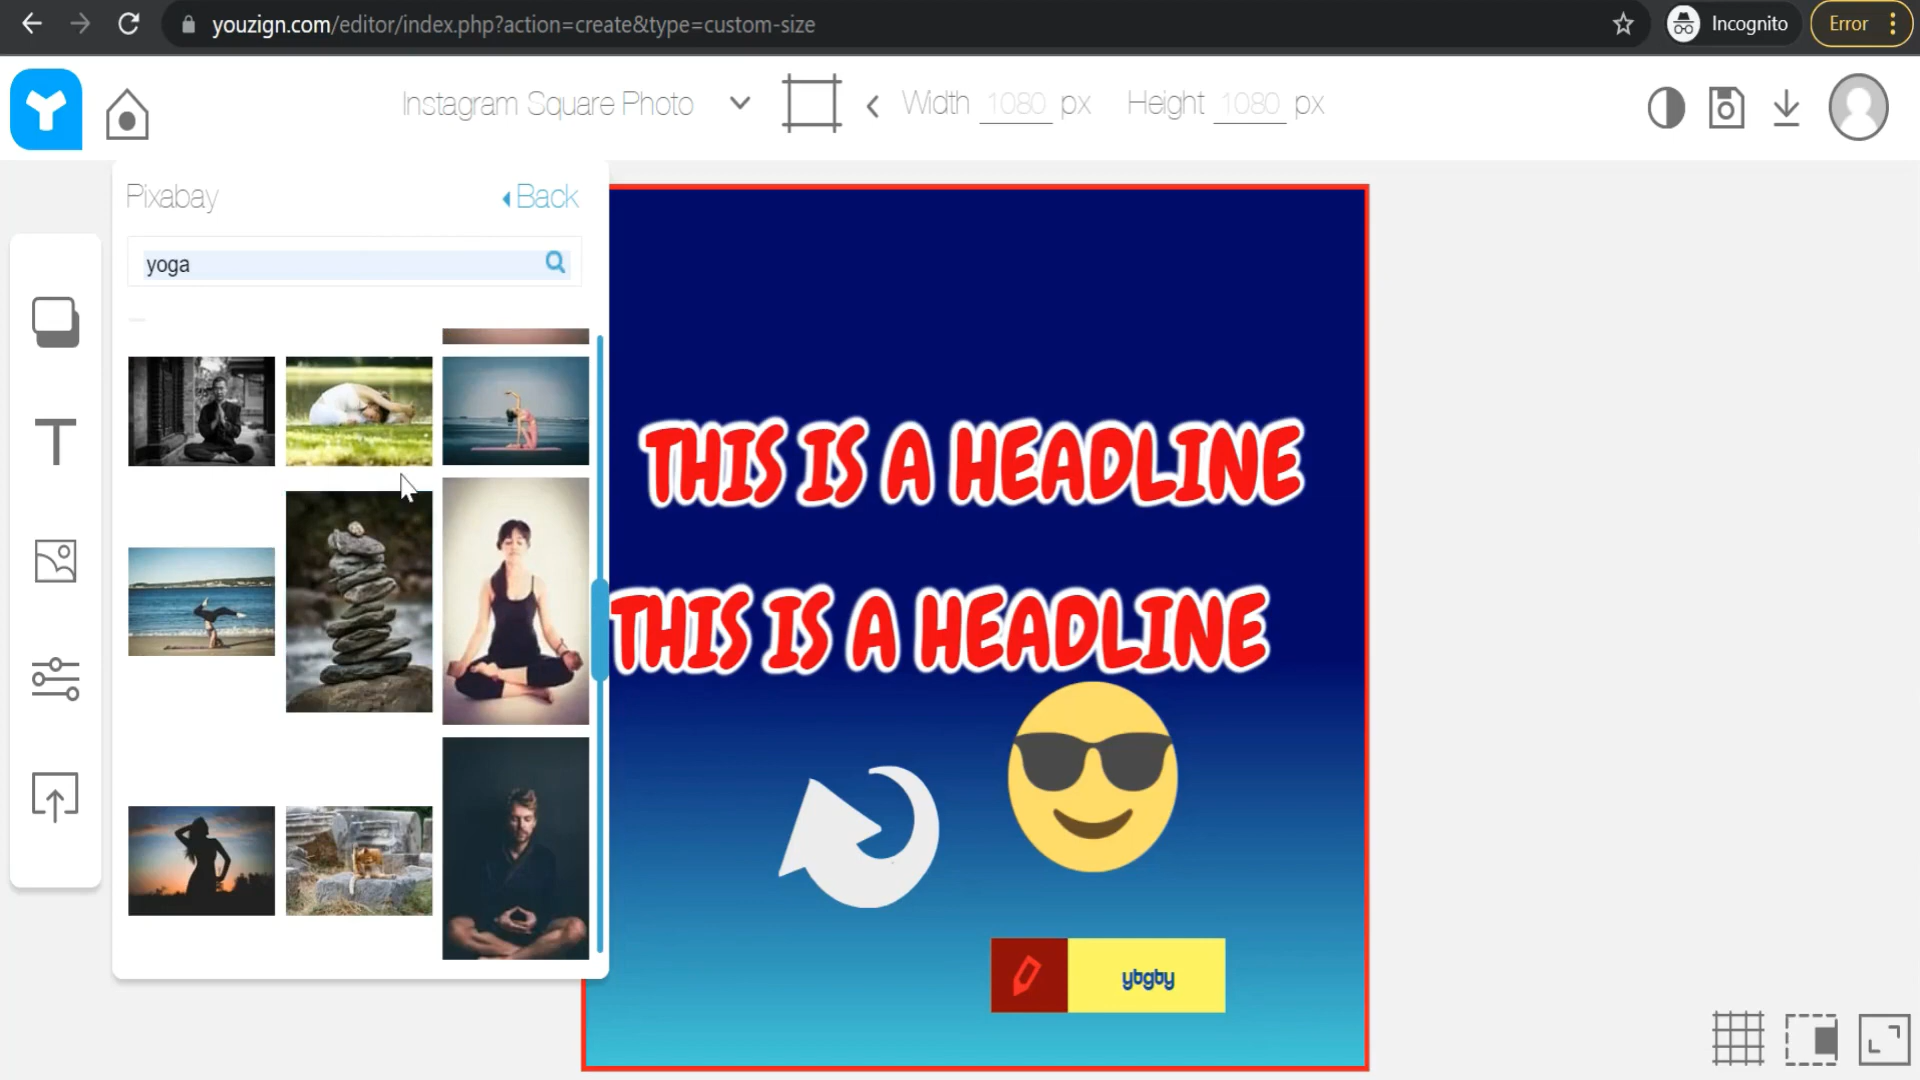 youzign.com/editor/index.php?action=create&type=custom-size
Incognito
Error
Instagram Square Photo
Width 1080 px
Height 1080 px
Pixabay
Back
yoga
THIS IS A HEADLINE
THIS IS A HEADLINE
ybgby